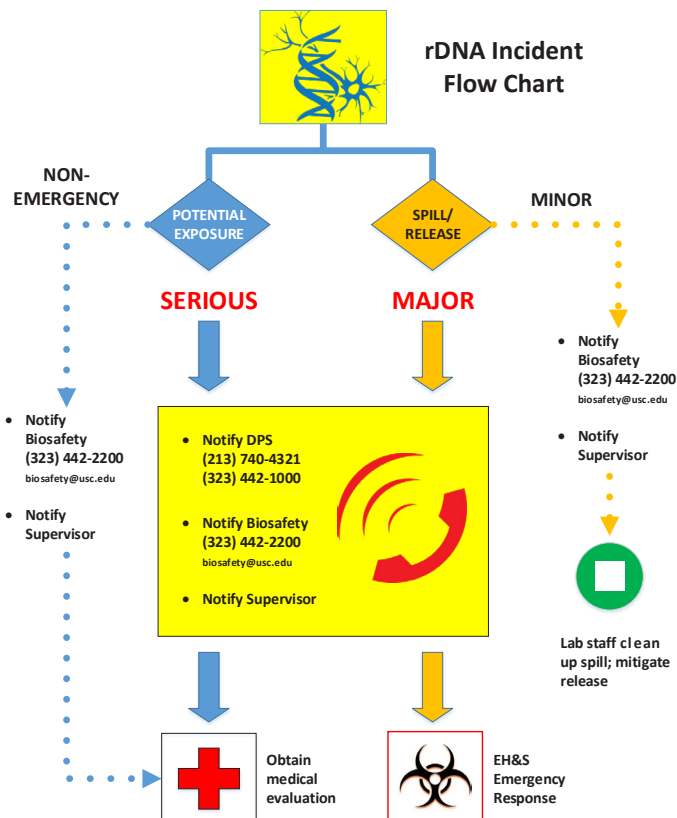 rDNA Incident
Flow Chart
NON-
EMERGENCY
POTENTIAL
EXPOSURE
SPILL/
RELEASE
MINOR
SERIOUS
MAJOR
• Notify
Biosafety
(323) 442-2200
biosafety@usc.edu
• Notify
Supervisor
• Notify
Biosafety
(323) 442-2200
biosafety@usc.edu
• Notify
Supervisor
• Notify DPS
(213) 740-4321
(323) 442-1000
• Notify Biosafety
(323) 442-2200
biosafety@usc.edu
• Notify Supervisor
Lab staff clean
up spill; mitigate
release
Obtain
medical
evaluation
EH&S
Emergency
Response